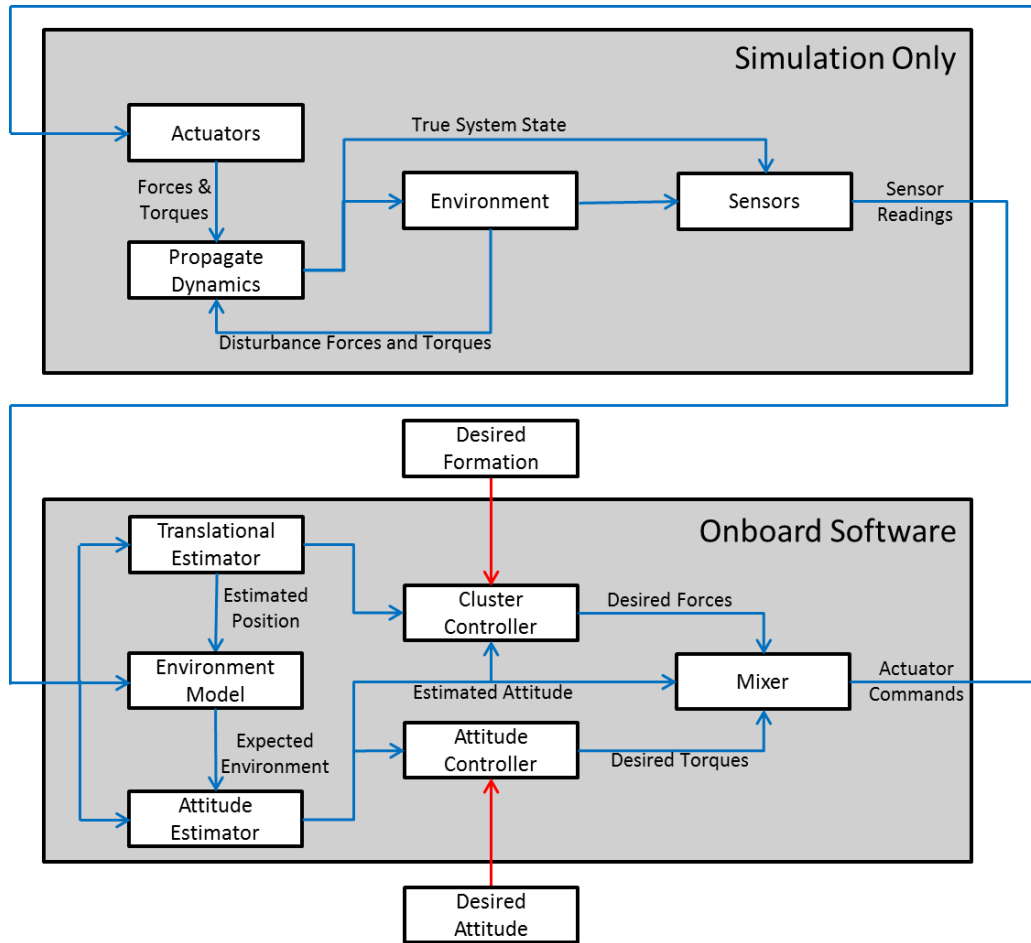 Simulation Only
Actuators
True System State
Forces &
Torques
Environment
Sensors
Sensor
Readings
Propagate
Dynamics
Disturbance Forces and Torques
Desired
Formation
Onboard Software
Translational
Estimator
Estimated
Position
Cluster
Controller
Desired Forces
Environment
Model
Estimated Attitude
Mixer
Actuator
Commands
Expected
Environment
Attitude
Controller
Desired Torques
Attitude
Estimator
Desired
Attitude